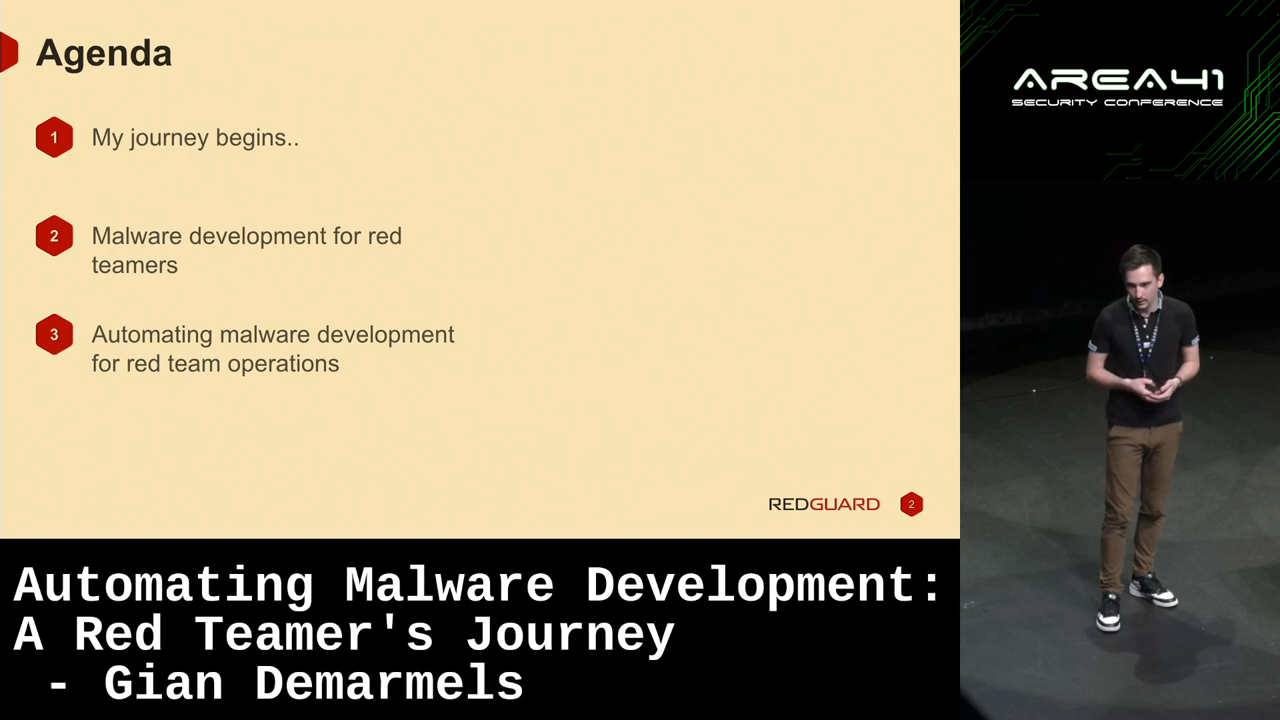 Agenda
1
My journey begins..
2
Malware development for red
teamers
3
Automating malware development
for red team operations
REDGUARD
2
AREA41
SECURITY CONFERENCE
Automating Malware Development:
A Red Teamer's Journey
- Gian Demarmels